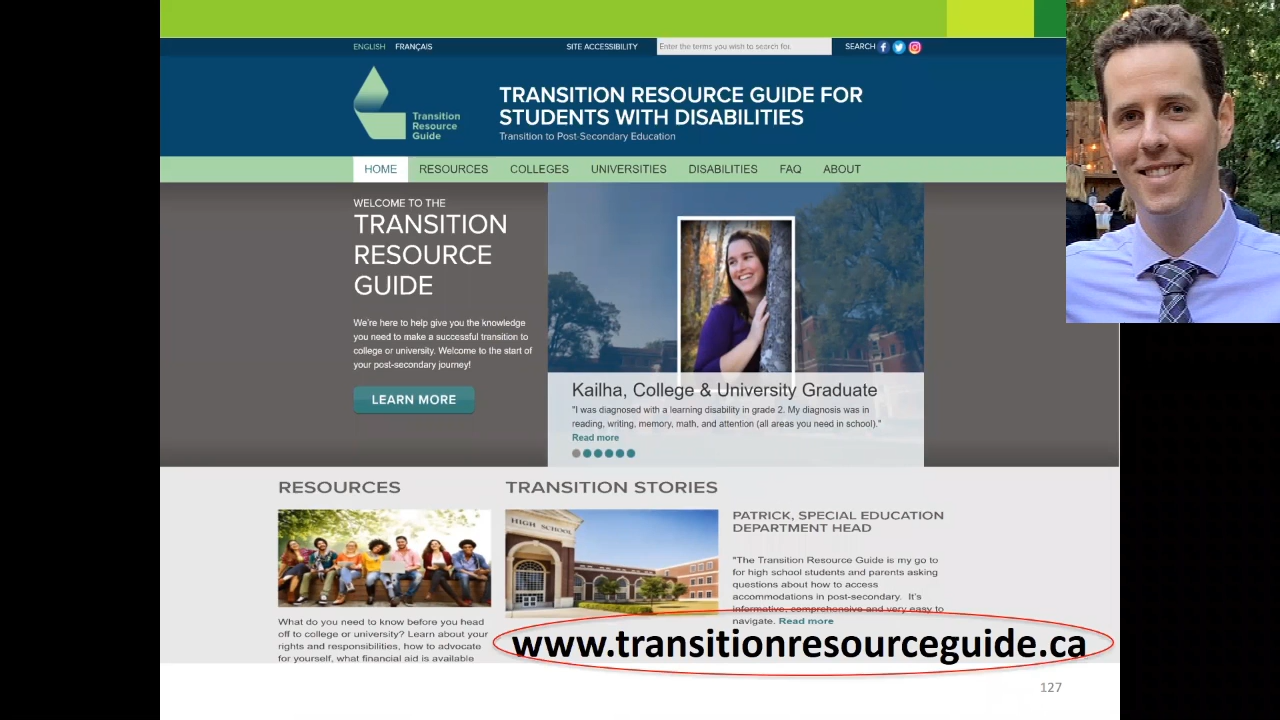 ENGLISH FRANÇAIS SITE ACCESSIBILITY Enter the terms you wish to search for. SEARCH
Transition
Resource
Guide
TRANSITION RESOURCE GUIDE FOR
STUDENTS WITH DISABILITIES
Transition to Post-Secondary Education
HOME RESOURCES COLLEGES UNIVERSITIES DISABILITIES FAQ ABOUT
WELCOME TO THE
TRANSITION
RESOURCE
GUIDE
We're here to help give you the knowledge
you need to make a successful transition to
college or university. Welcome to the start of
your post-secondary journey!
LEARN MORE
Kailha, College & University Graduate
"I was diagnosed with a learning disability in grade 2. My diagnosis was in
reading, writing, memory, math, and attention (all areas you need in school)."
Read more
RESOURCES
What do you need to know before you head
off to college or university? Learn about your
rights and responsibilities, how to advocate
for yourself, what financial aid is available
TRANSITION STORIES
HIGH SCHOOL
PATRICK, SPECIAL EDUCATION
DEPARTMENT HEAD
"The Transition Resource Guide is my go to
for high school students and parents asking
questions about how to access
accommodations in post-secondary. It's
informative, comprehensive and very easy to
navigate. Read more
www.transitionresourceguide.ca
127